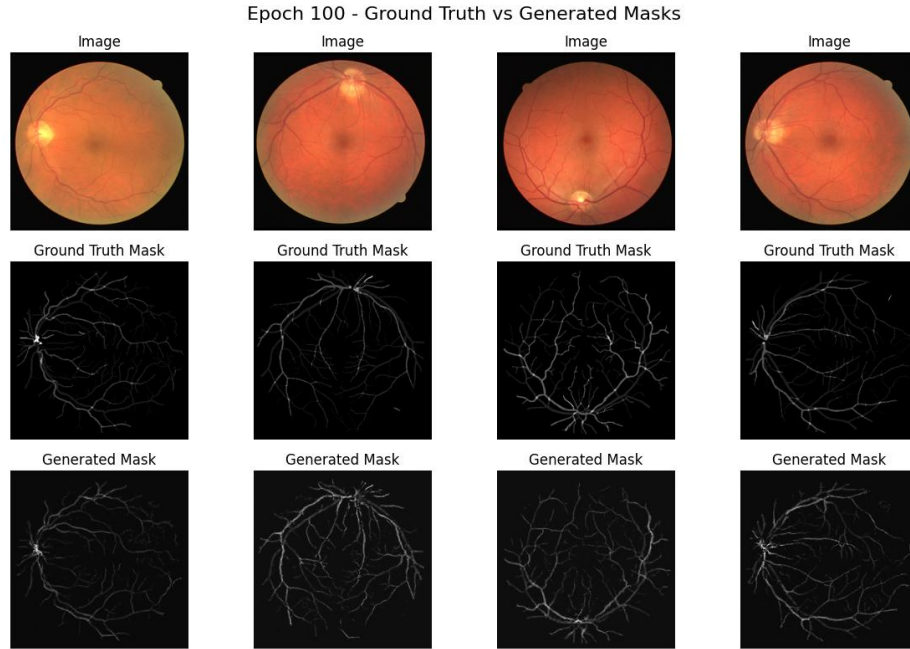 Epoch 100 - Ground Truth vs Generated Masks
Image Image Image Image
Ground Truth Mask Ground Truth Mask Ground Truth Mask Ground Truth Mask
Generated Mask Generated Mask Generated Mask Generated Mask